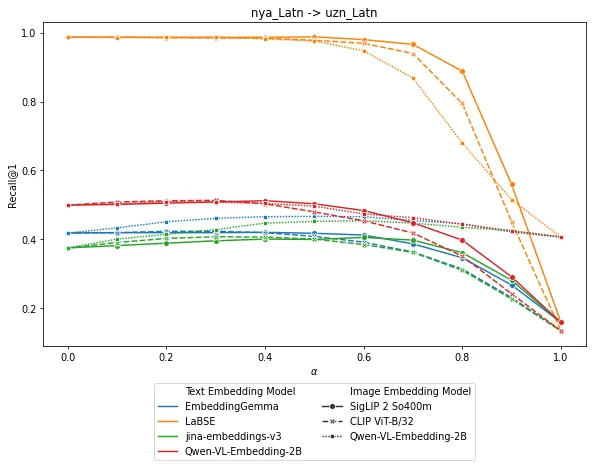 nya_Latn -> uzn_Latn
Recall@1
1.0
0.8
0.6
0.4
0.2
0.0 0.2 0.4 0.6 0.8 1.0
α
Text Embedding Model Image Embedding Model
EmbeddingGemma SigLIP 2 So400m
LaBSE CLIP ViT-B/32
jina-embeddings-v3 Qwen-VL-Embedding-2B
Qwen-VL-Embedding-2B